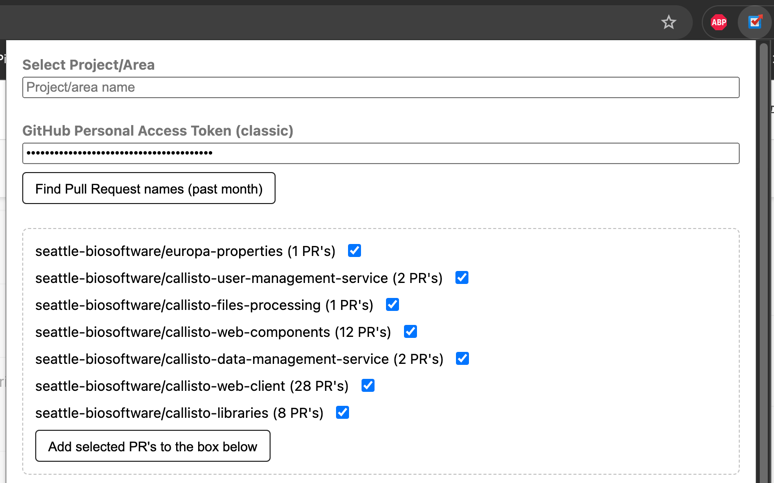 ABP
Select Project/Area
Project/area name
GitHub Personal Access Token (classic)
Find Pull Request names (past month)
seattle-biosoftware/europa-properties (1 PR's)
seattle-biosoftware/callisto-user-management-service (2 PR's)
seattle-biosoftware/callisto-files-processing (1 PR's)
seattle-biosoftware/callisto-web-components (12 PR's)
seattle-biosoftware/callisto-data-management-service (2 PR's)
seattle-biosoftware/callisto-web-client (28 PR's)
seattle-biosoftware/callisto-libraries (8 PR's)
Add selected PR's to the box below